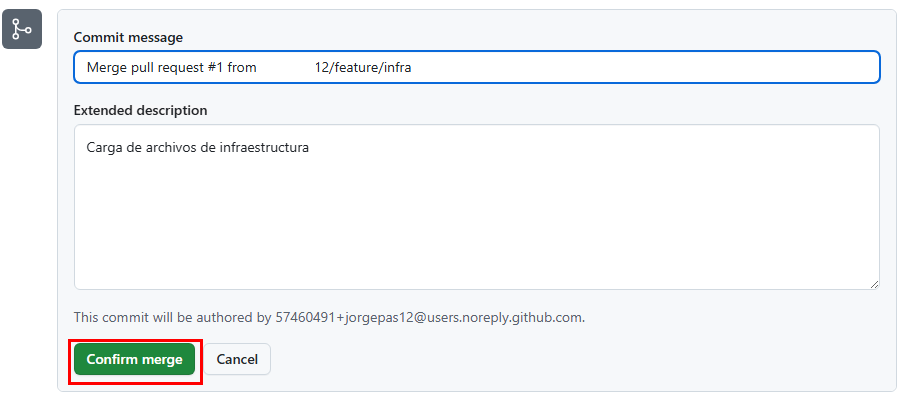 Commit message
Merge pull request #1 from 12/feature/infra
Extended description
Carga de archivos de infraestructura
This commit will be authored by 57460491+jorgepas12@users.noreply.github.com.
Confirm merge
Cancel